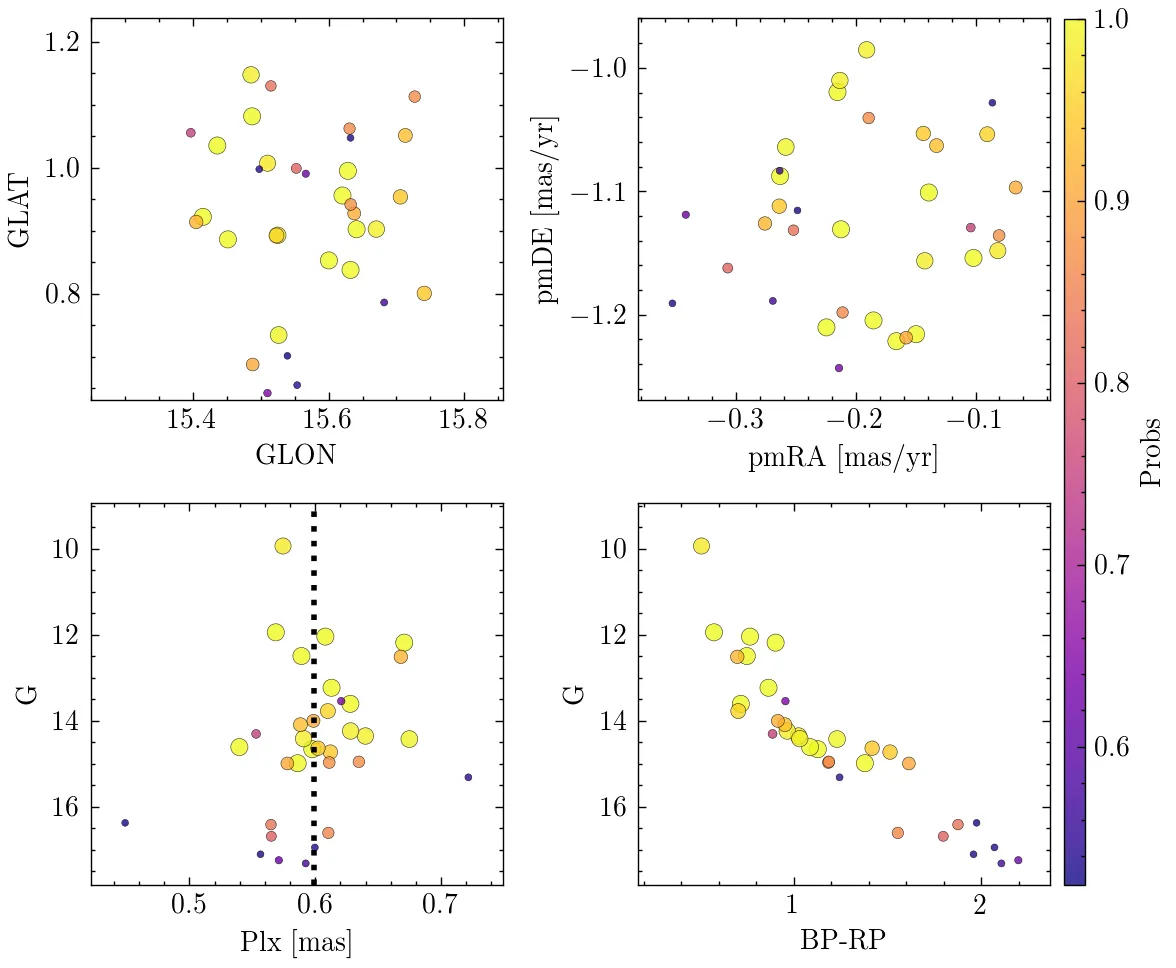 1.2
1.0
0.8
GLAT
15.4 15.6 15.8
GLON
−1.0
−1.1
−1.2
pmDE [mas/yr]
−0.3 −0.2 −0.1
pmRA [mas/yr]
1.0
0.9
0.8
0.7
0.6
Probs
10
12
14
16
G
0.5 0.6 0.7
Plx [mas]
10
12
14
16
G
1 2
BP-RP